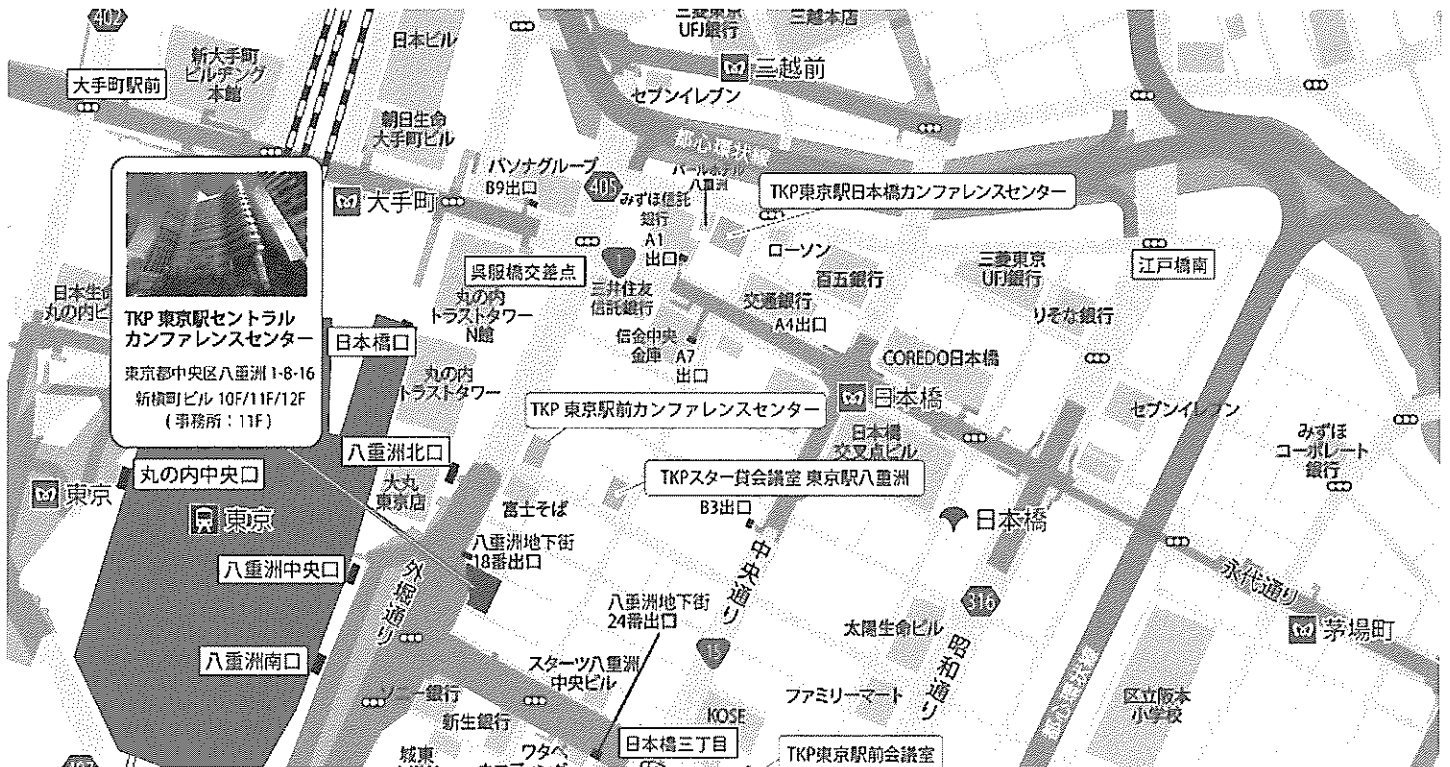 402
日本ビル
三菱東京
UFJ銀行
三越本店
新大手町
ビルヂング
本館
大手町駅前
三越前
セブンイレブン
朝日生命
大手町ビル
都心環状線
パソナグループ
B9出口
405
パールホテル
八重洲
大手町
みずほ信託
銀行
TKP東京駅日本橋カンファレンスセンター
A1
出口
ローソン
呉服橋交差点
1
三井住友
信託銀行
百五銀行
三菱東京
UFJ銀行
江戸橋南
丸の内
トラストタワー
N館
交通銀行
A4出口
りそな銀行
TKP 東京駅セントラル
カンファレンスセンター
東京都中央区八重洲 1-8-16
新槇町ビル 10F/11F/12F
(事務所:11F)
日本生命
日本橋口
信金中央
金庫
A7
出口
COREDO日本橋
丸の内
トラストタワー
TKP 東京駅前カンファレンスセンター
日本橋
セブンイレブン
日本橋
交叉点ビル
みずほ
コーポレート
銀行
八重洲北口
丸の内中央口
大丸
東京店
TKPスター貸会議室 東京駅八重洲
B3出口
東京
東京
富士そば
日本橋
八重洲地下街
18番出口
八重洲中央口
外堀通り
中央通り
永代通り
八重洲地下街
24番出口
316
太陽生命ビル
昭和通り
茅場町
15
八重洲南口
スターツ八重洲
中央ビル
ファミリーマート
区立阪本
小学校
新生銀行
KOSE
日本橋三丁目
城東
TKP東京駅前会議室